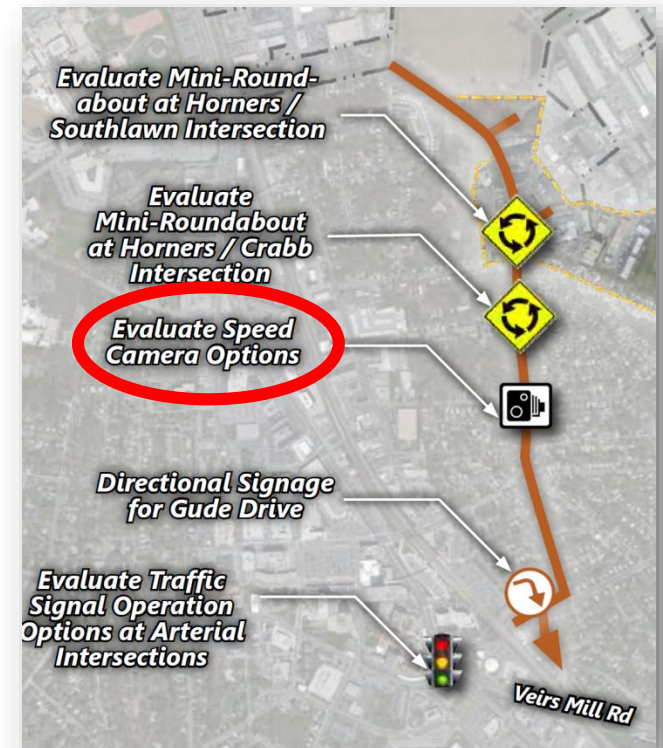 Evaluate Mini-Round-
about at Horners /
Southlawn Intersection
Evaluate
Mini-Roundabout
at Horners / Crabb
Intersection
Evaluate Speed
Camera Options
Directional Signage
for Gude Drive
Evaluate Traffic
Signal Operation
Options at Arterial
Intersections
Veirs Mill Rd